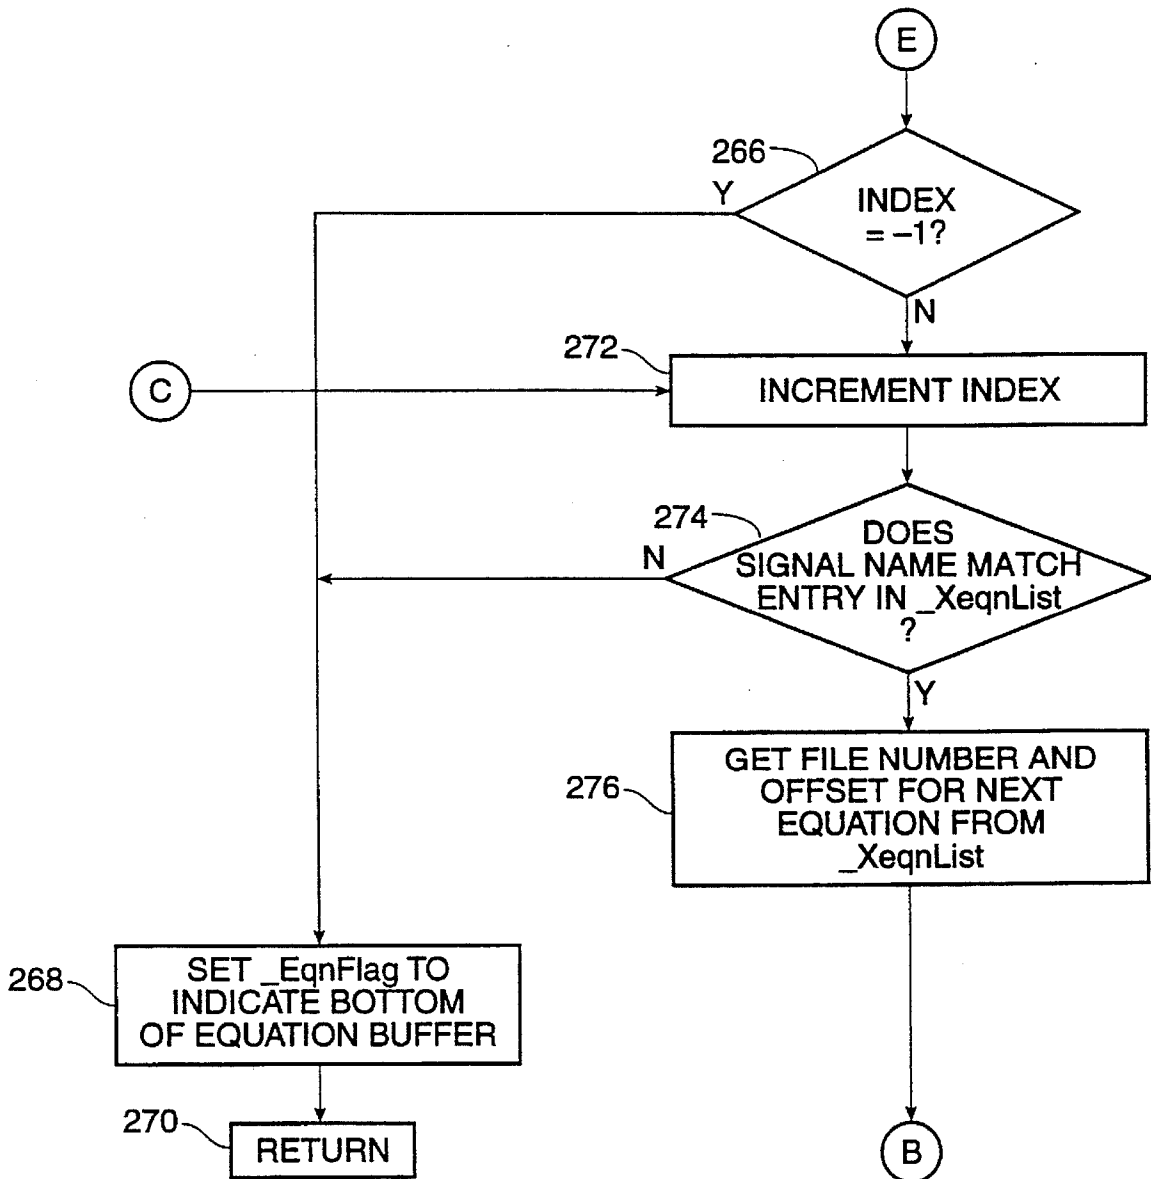 E
266
Y
INDEX
= –1?
N
272
C
INCREMENT INDEX
274
N
DOES
SIGNAL NAME MATCH
ENTRY IN _XeqnList
?
Y
276
GET FILE NUMBER AND
OFFSET FOR NEXT
EQUATION FROM
_XeqnList
268
SET _EqnFlag TO
INDICATE BOTTOM
OF EQUATION BUFFER
270
RETURN
B